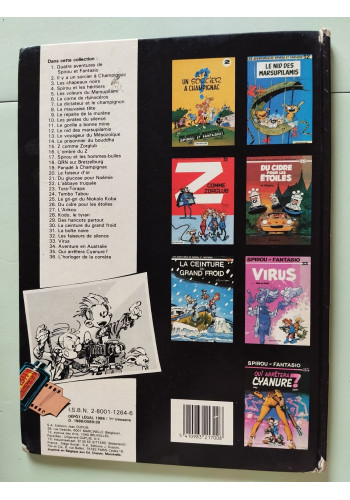 Dans cette collection
1. Quatre aventures de
Spirou et Fantasio
2. Il y a un sorcier à Champignac
3. Les chapeaux noirs
4. Spirou et les héritiers
5. Les voleurs du Marsupilami
6. La corne de rhinocéros
7. Le dictateur et le champignon
8. La mauvaise tête
9. Le repaire de la murène
10. Les pirates du silence
11. Le gorille a bonne mine
12. Le nid des marsupilamis
13. Le voyageur du Mésozoïque
14. Le prisonnier du bouddha
15. Z comme Zorglub
16. L'ombre du Z
17. Spirou et les hommes-bulles
18. QRN sur Bretzelburg
19. Panade à Champignac
20. Le faiseur d'or
21. Du glucose pour Noémie
22. L'abbaye truquée
23. Tora-Torapa
24. Tembo Tabou
25. Le gri-gri du Niokolo Koba
26. Du cidre pour les étoiles
27. L'Ankou
28. Kodo, le tyran
29. Des haricots partout
30. La ceinture du grand froid
31. La boîte noire
32. Les faiseurs de silence
33. Virus
34. Aventure en Australie
35. Qui arrêtera Cyanure ?
36. L'horloger de la comète
2
IL Y A
UN SORCIER
À CHAMPIGNAC
SPIROU ET FANTASIO
LE NID DES
MARSUPILAMIS
Z
COMME
ZORGLUB
DU CIDRE
POUR LES
ETOILES
LA CEINTURE
DU
GRAND FROID
SPIROU ET FANTASIO
VIRUS
SPIROU ET FANTASIO
QUI ARRÊTERA
CYANURE?
I.S.B.N. 2-8001-1264-6